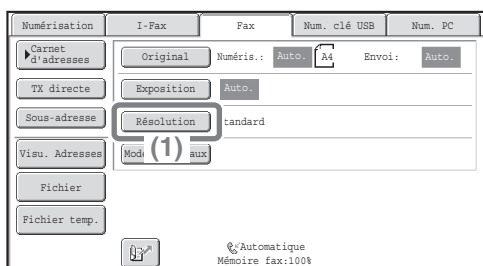 Numérisation I-Fax Fax Num. clé USB Num. PC
Carnet
d'adresses
Original Numéris.: Auto. A4 Envoi: Auto.
TX directe Exposition Auto.
Sous-adresse Résolution tandard
(1)
Visu. Adresses Mod aux
Fichier
Fichier temp.
Automatique
Mémoire fax:100%